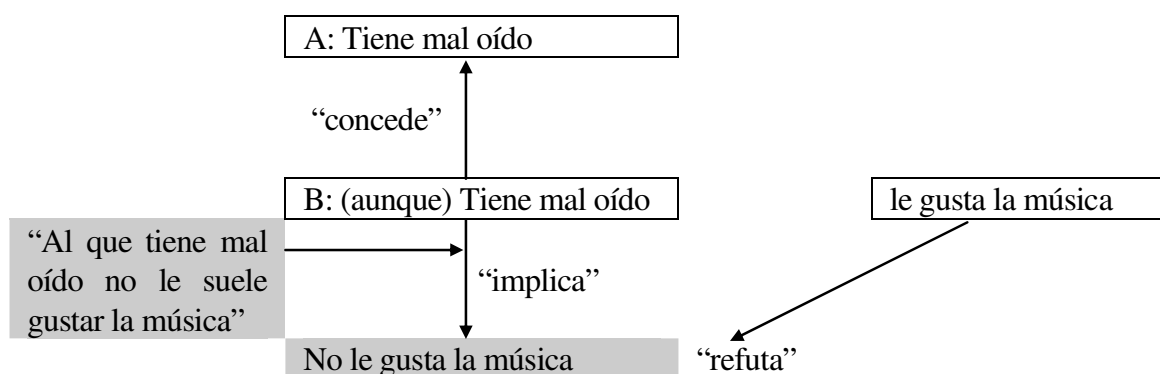 A: Tiene mal oído
“concede”
B: (aunque) Tiene mal oído
le gusta la música
“Al que tiene mal
oído no le suele
gustar la música”
“implica”
No le gusta la música
“refuta”